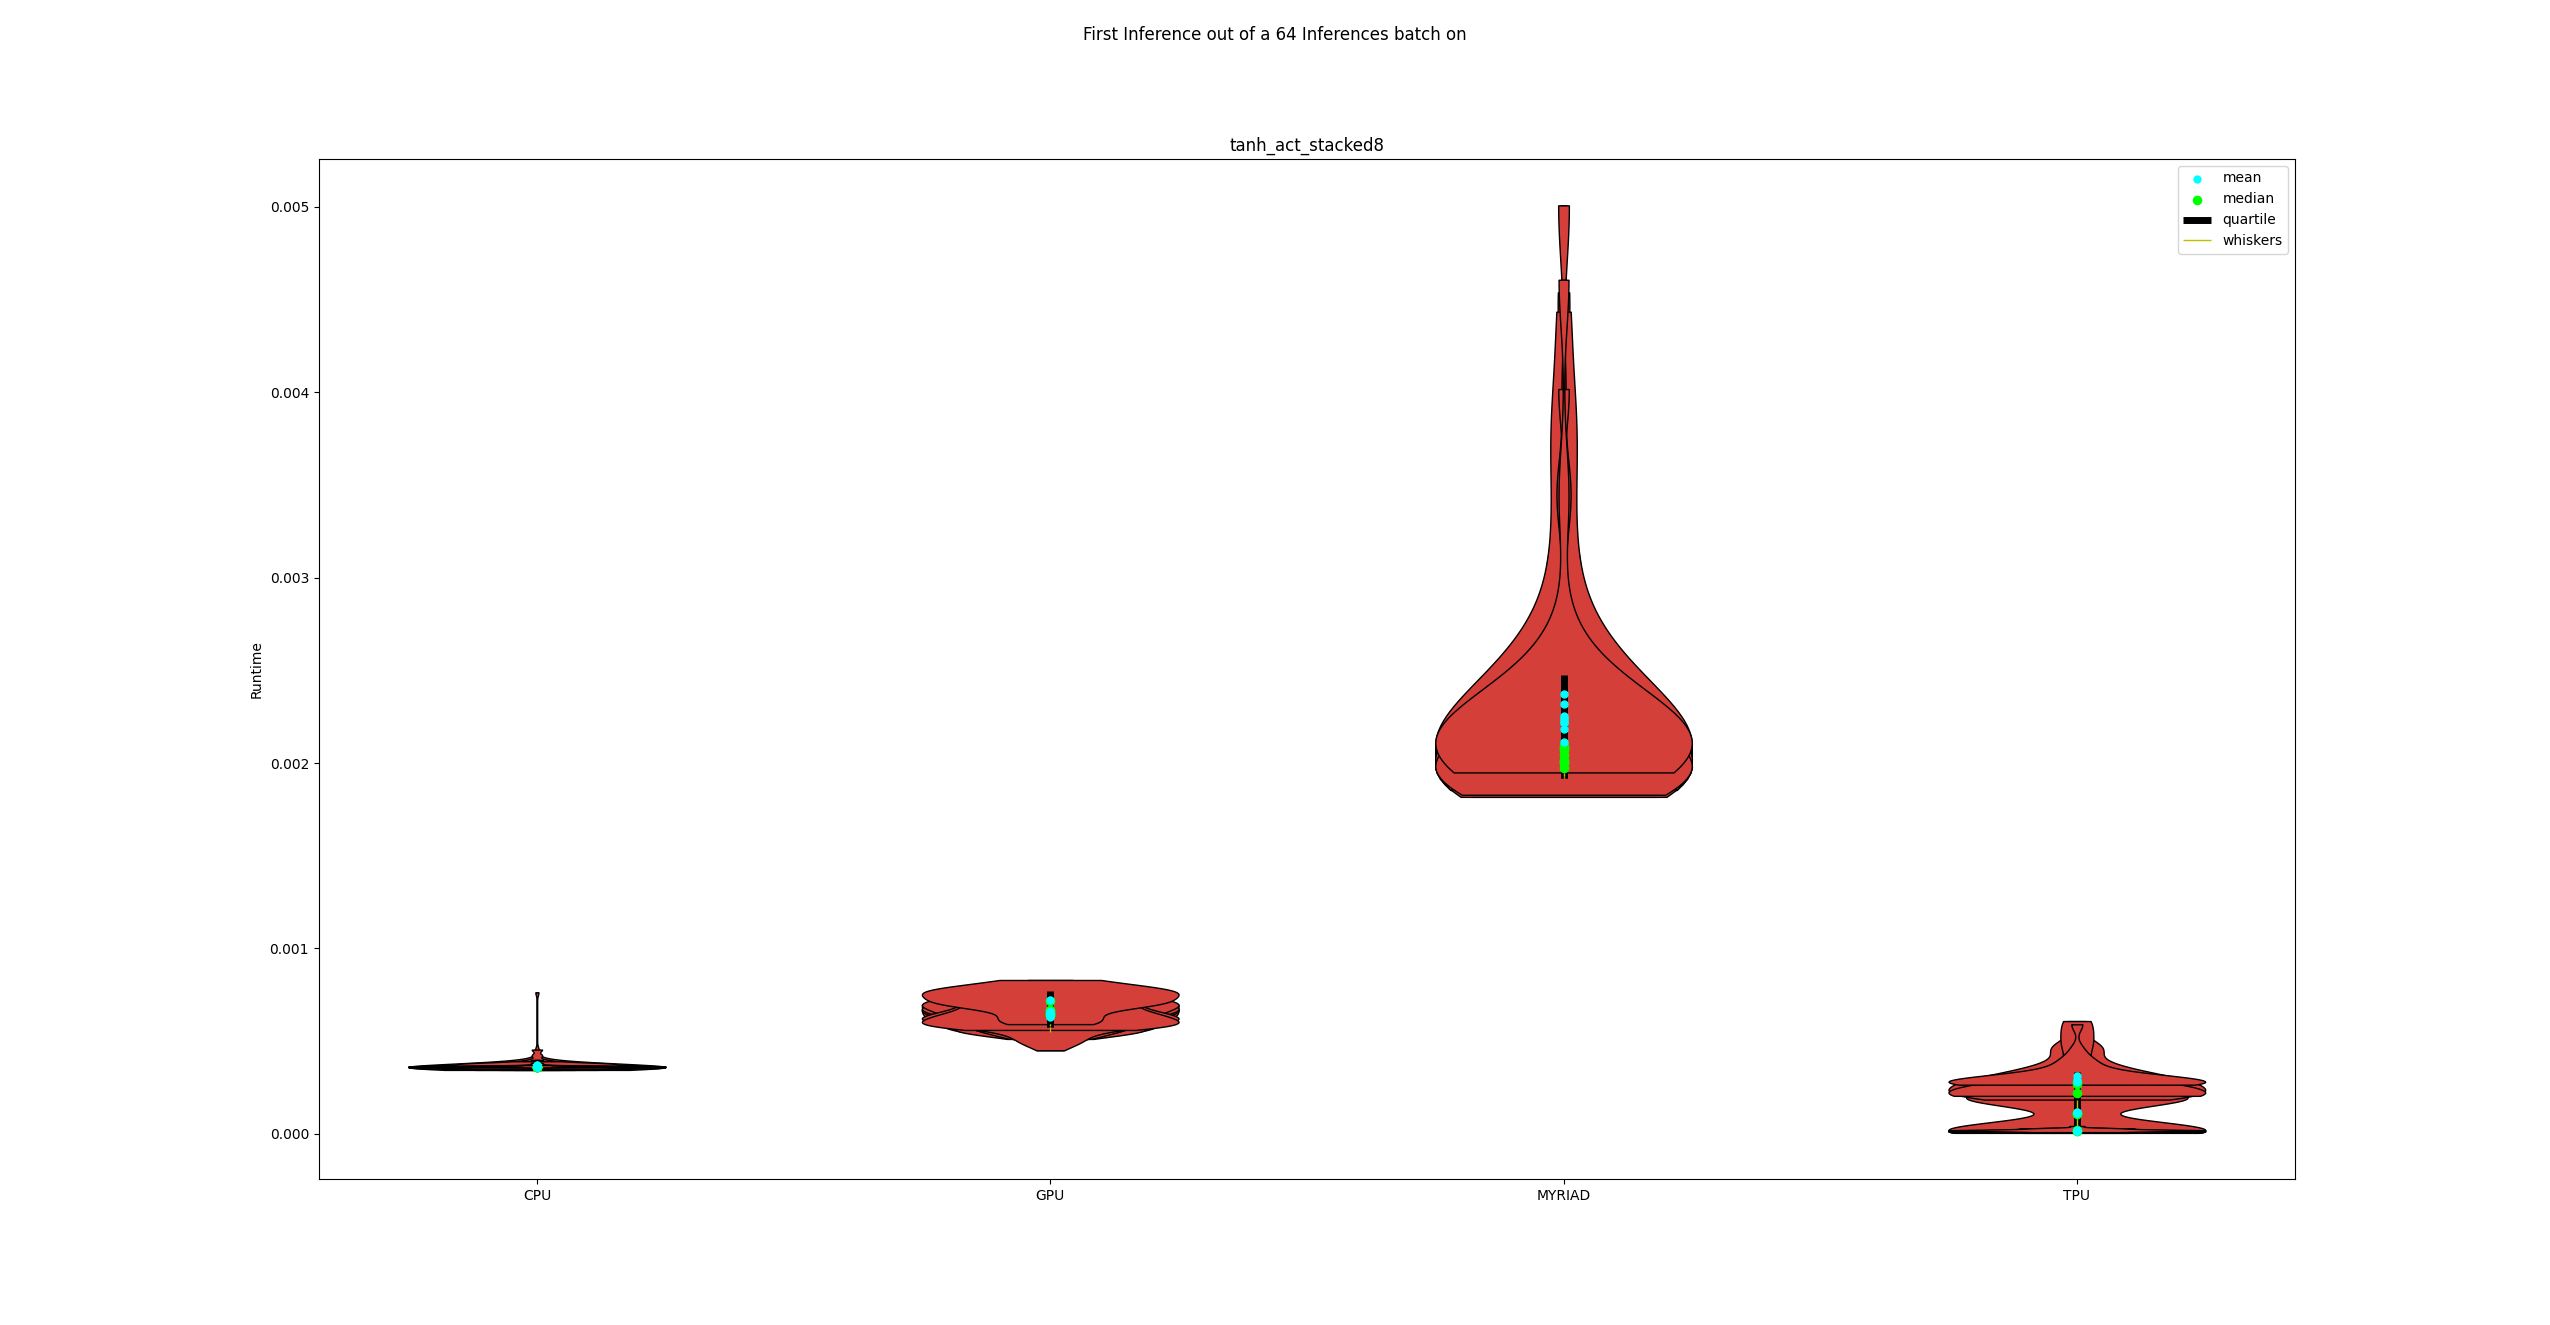 First Inference out of a 64 Inferences batch on
tanh_act_stacked8
mean
median
quartile
whiskers
0.005
0.004
0.003
0.002
0.001
0.000
Runtime
CPU
GPU
MYRIAD
TPU